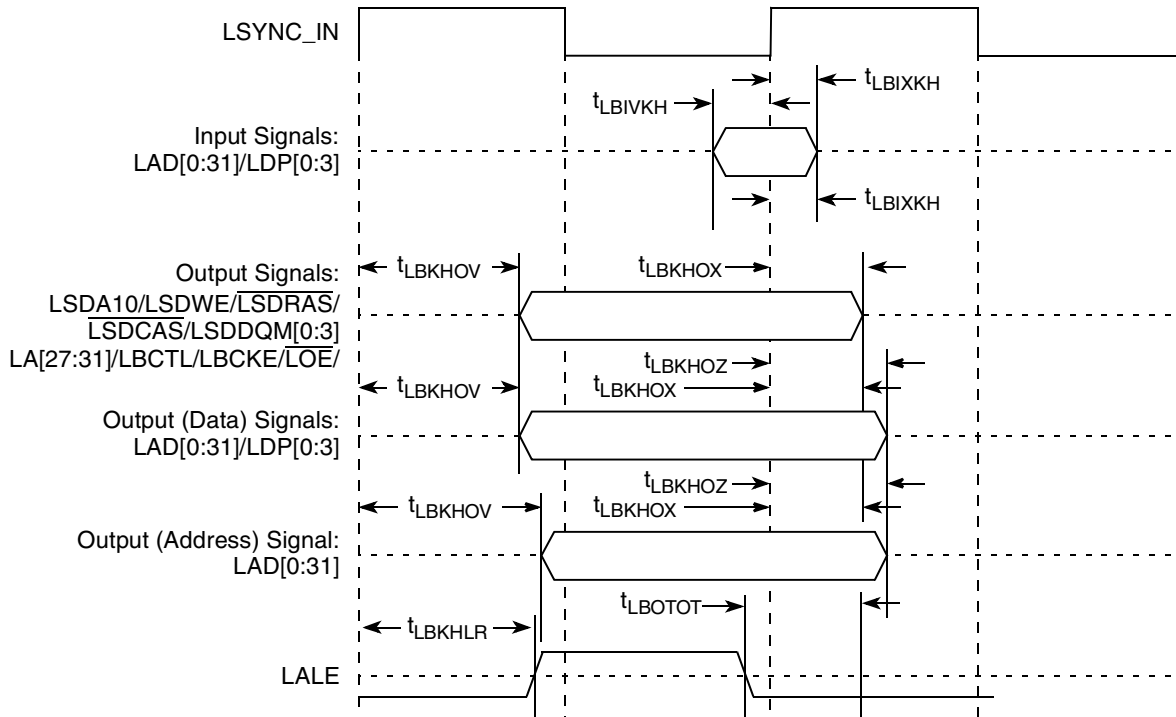 LSYNC_IN
tLBIXKH
tLBIVKH
Input Signals:
LAD[0:31]/LDP[0:3]
tLBIXKH
tLBKHOV
tLBKHOX
Output Signals:
LSDA10/LSDWE/LSDRAS/
LSDCAS/LSDDQM[0:3]
LA[27:31]/LBCTL/LBCKE/LOE/
tLBKHOZ
tLBKHOV
tLBKHOX
Output (Data) Signals:
LAD[0:31]/LDP[0:3]
tLBKHOZ
tLBKHOV
tLBKHOX
Output (Address) Signal:
LAD[0:31]
tLBOTOT
tLBKHLR
LALE